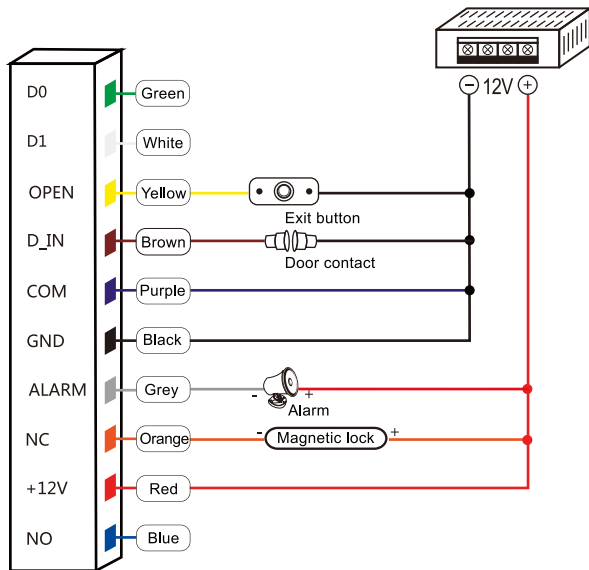 − 12V +
D0 Green
D1 White
OPEN Yellow
Exit button
D_IN Brown
Door contact
COM Purple
GND Black
ALARM Grey - +
Alarm
NC Orange - Magnetic lock +
+12V Red
NO Blue